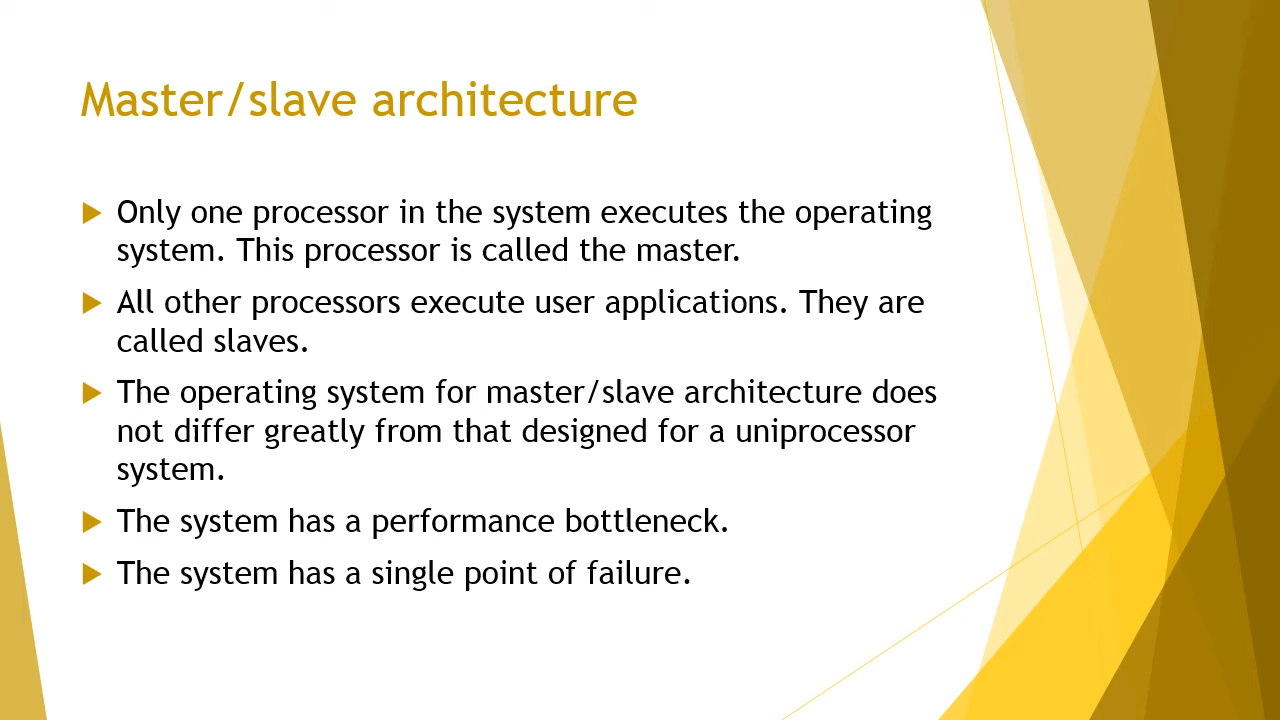 Master/slave architecture
Only one processor in the system executes the operating
system. This processor is called the master.
All other processors execute user applications. They are
called slaves.
The operating system for master/slave architecture does
not differ greatly from that designed for a uniprocessor
system.
The system has a performance bottleneck.
The system has a single point of failure.